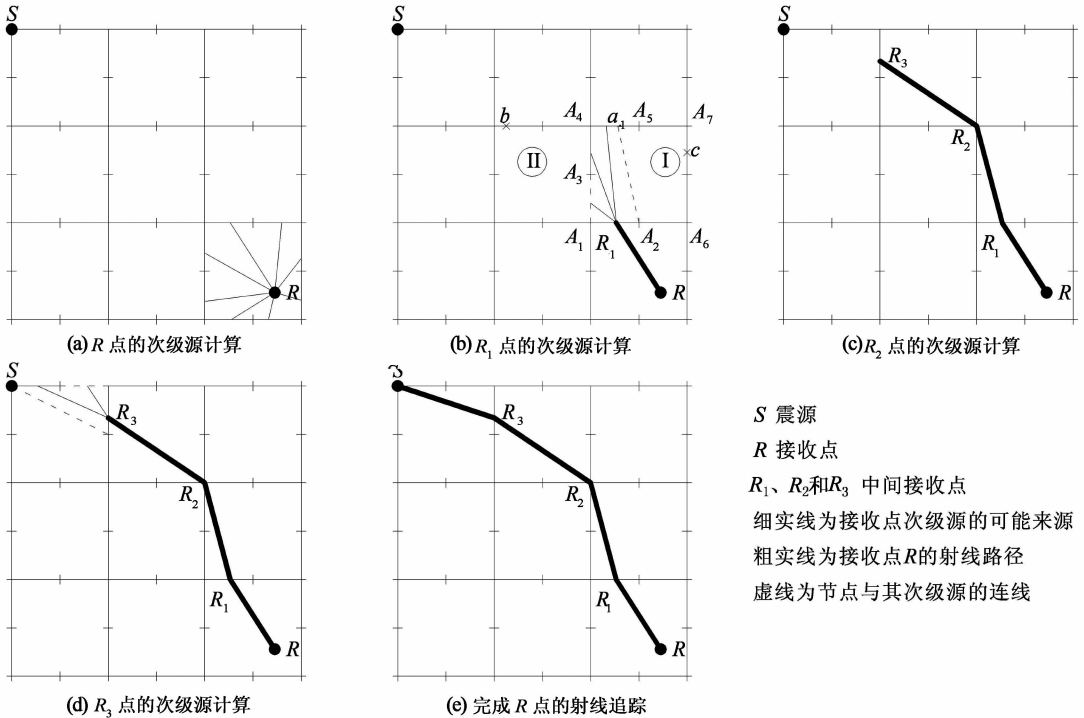 S
R
(a) R 点的次级源计算
b
A4
a1
A5
A7
II
I
c
A3
A1
R1
A2
A6
R
(b) R1 点的次级源计算
S
R3
R2
R1
R
(c) R2 点的次级源计算
S
R3
R2
R1
R
(d) R3 点的次级源计算
R3
R2
R1
R
(e) 完成 R 点的射线追踪
S 震源
R 接收点
R1、R2和R3 中间接收点
细实线为接收点次级源的可能来源
粗实线为接收点R的射线路径
虚线为节点与其次级源的连线